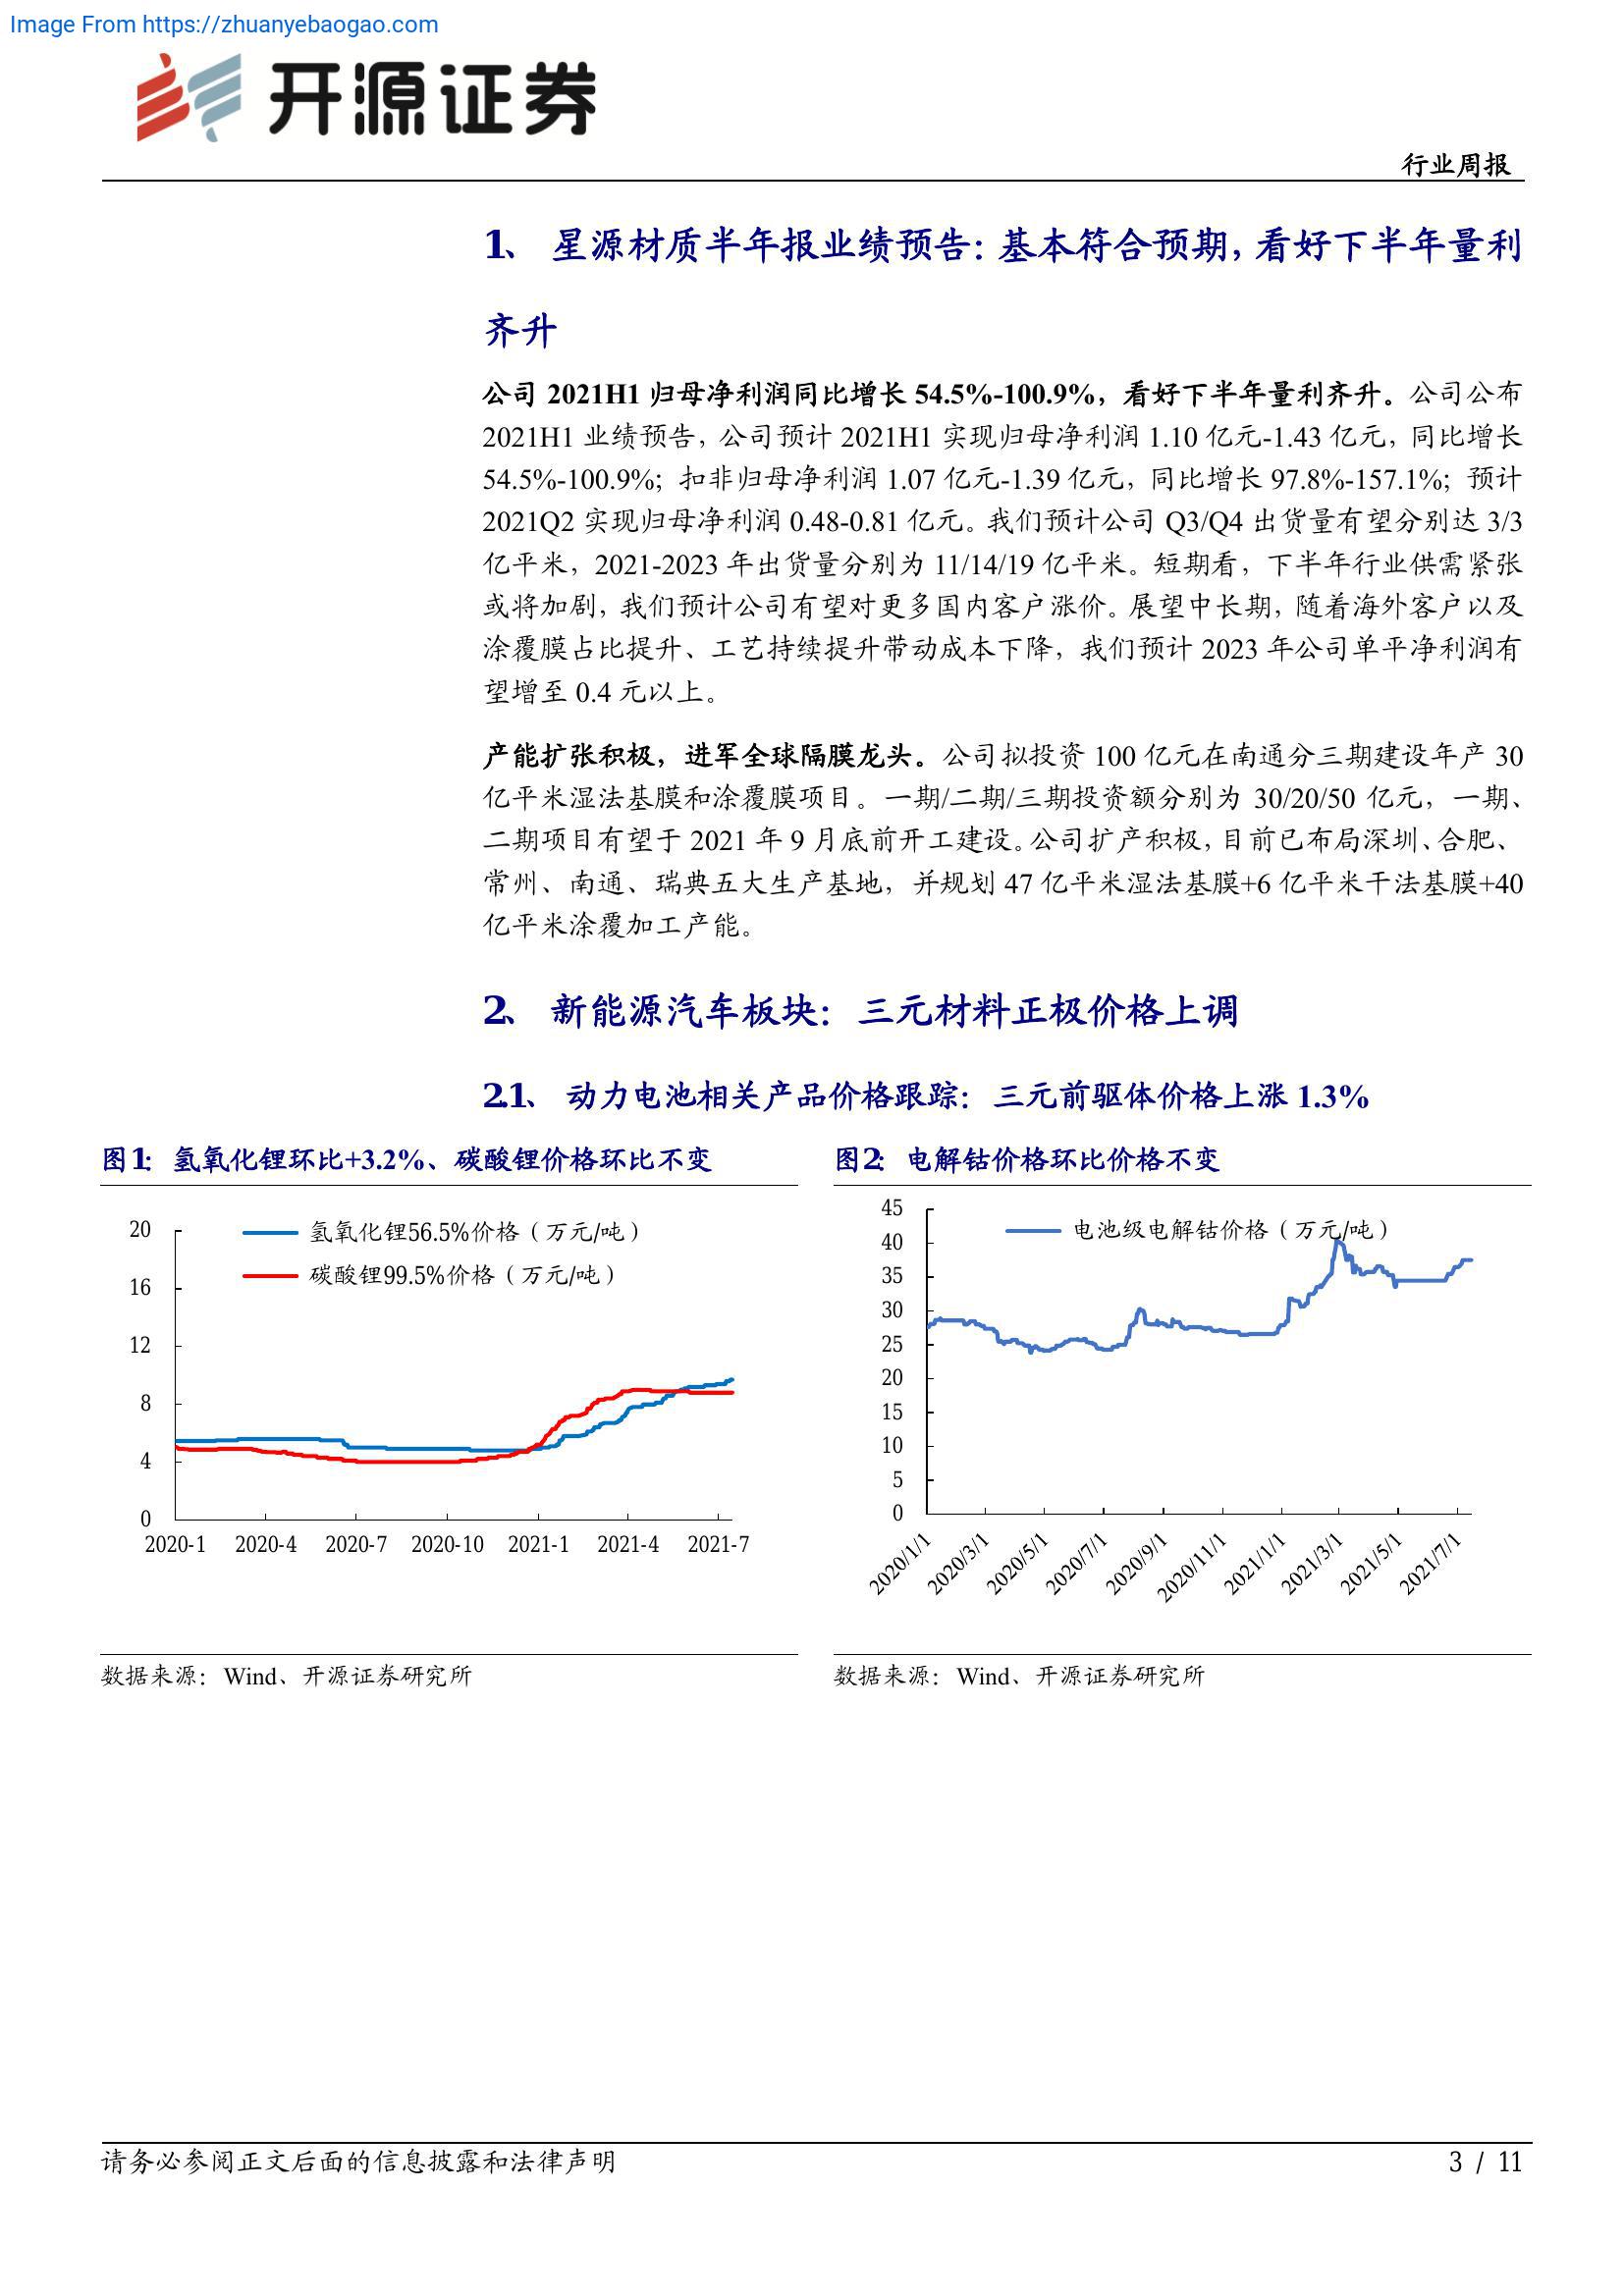 Image From https://zhuanyebaogao.com
开源证券
行业周报
1、 星源材质半年报业绩预告：基本符合预期，看好下半年量利
齐升
公司 2021H1 归母净利润同比增长 54.5%-100.9%，看好下半年量利齐升。公司公布
2021H1 业绩预告，公司预计 2021H1 实现归母净利润 1.10 亿元-1.43 亿元，同比增长
54.5%-100.9%；扣非归母净利润 1.07 亿元-1.39 亿元，同比增长 97.8%-157.1%；预计
2021Q2 实现归母净利润 0.48-0.81 亿元。我们预计公司 Q3/Q4 出货量有望分别达 3/3
亿平米，2021-2023 年出货量分别为 11/14/19 亿平米。短期看，下半年行业供需紧张
或将加剧，我们预计公司有望对更多国内客户涨价。展望中长期，随着海外客户以及
涂覆膜占比提升、工艺持续提升带动成本下降，我们预计 2023 年公司单平净利润有
望增至 0.4 元以上。
产能扩张积极，进军全球隔膜龙头。公司拟投资 100 亿元在南通分三期建设年产 30
亿平米湿法基膜和涂覆膜项目。一期/二期/三期投资额分别为 30/20/50 亿元，一期、
二期项目有望于 2021 年 9 月底前开工建设。公司扩产积极，目前已布局深圳、合肥、
常州、南通、瑞典五大生产基地，并规划 47 亿平米湿法基膜+6 亿平米干法基膜+40
亿平米涂覆加工产能。
2、 新能源汽车板块：三元材料正极价格上调
2.1、 动力电池相关产品价格跟踪：三元前驱体价格上涨 1.3%
图1：氢氧化锂环比+3.2%、碳酸锂价格环比不变
20
16
12
8
4
0
氢氧化锂56.5%价格（万元/吨）
碳酸锂99.5%价格（万元/吨）
2020-1 2020-4 2020-7 2020-10 2021-1 2021-4 2021-7
数据来源：Wind、开源证券研究所
图2：电解钴价格环比价格不变
45
40
35
30
25
20
15
10
5
0
电池级电解钴价格（万元/吨）
2020/1/1 2020/3/1 2020/5/1 2020/7/1 2020/9/1 2020/11/1 2021/1/1 2021/3/1 2021/5/1 2021/7/1
数据来源：Wind、开源证券研究所
请务必参阅正文后面的信息披露和法律声明
3 / 11